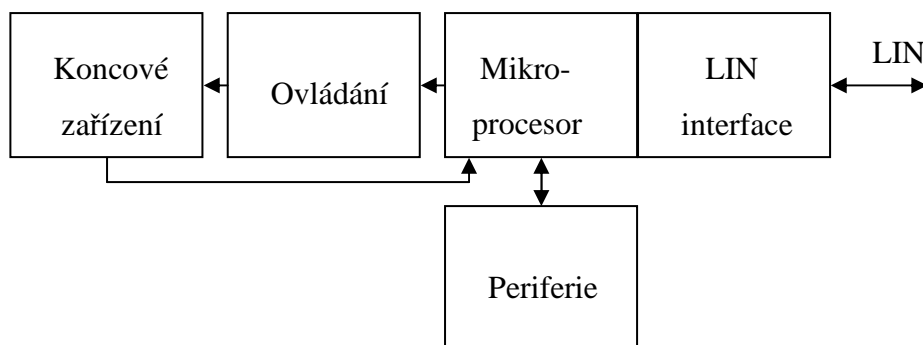 Koncové
zařízení
Ovládání
Mikro-
procesor
LIN
interface
LIN
Periferie